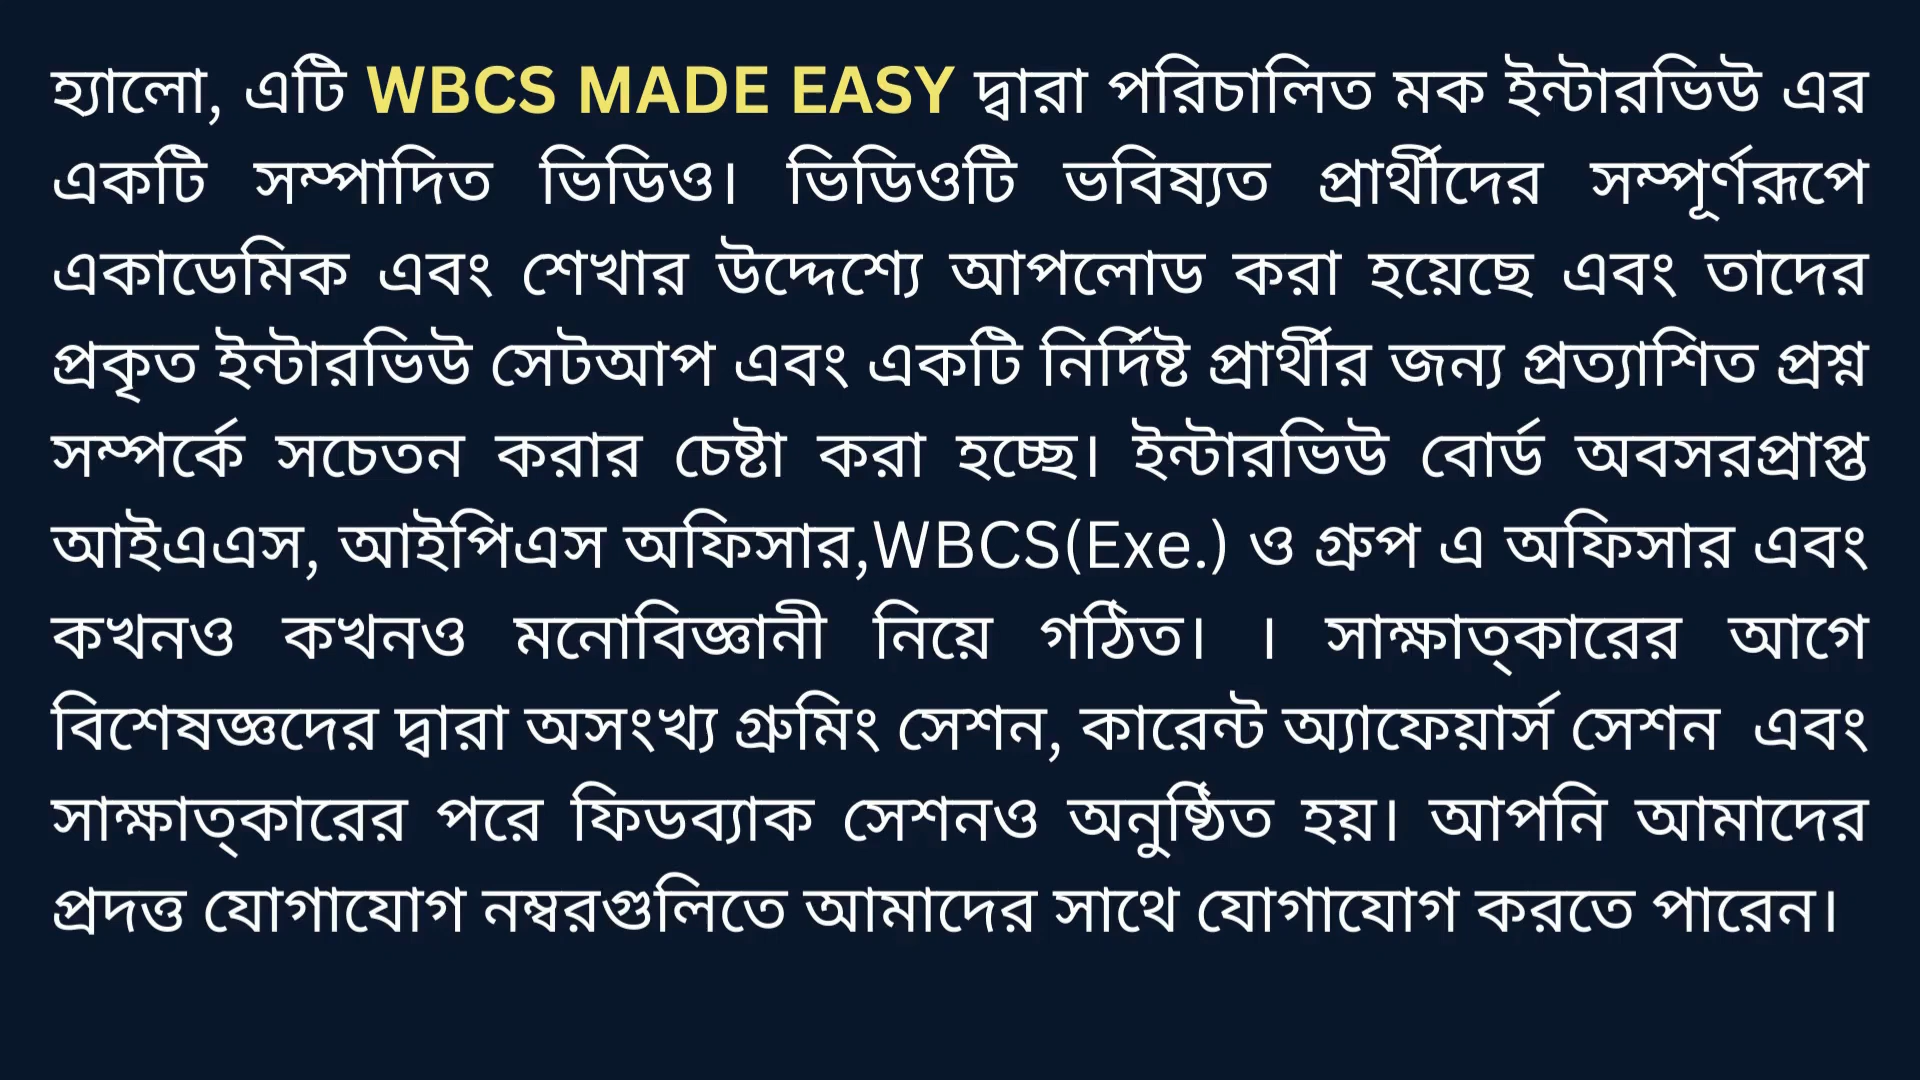 হ্যালো, এটি WBCS MADE EASY দ্বারা পরিচালিত মক ইন্টারভিউ এর
একটি সম্পাদিত ভিডিও। ভিডিওটি ভবিষ্যত প্রার্থীদের সম্পূর্ণরূপে
একাডেমিক এবং শেখার উদ্দেশ্যে আপলোড করা হয়েছে এবং তাদের
প্রকৃত ইন্টারভিউ সেটআপ এবং একটি নির্দিষ্ট প্রার্থীর জন্য প্রত্যাশিত প্রশ্ন
সম্পর্কে সচেতন করার চেষ্টা করা হচ্ছে। ইন্টারভিউ বোর্ড অবসরপ্রাপ্ত
আইএএস, আইপিএস অফিসার,WBCS(Exe.) ও গ্রুপ এ অফিসার এবং
কখনও কখনও মনোবিজ্ঞানী নিয়ে গঠিত। । সাক্ষাত্কারের আগে
বিশেষজ্ঞদের দ্বারা অসংখ্য গ্রুমিং সেশন, কারেন্ট অ্যাফেয়ার্স সেশন এবং
সাক্ষাত্কারের পরে ফিডব্যাক সেশনও অনুষ্ঠিত হয়। আপনি আমাদের
প্রদত্ত যোগাযোগ নম্বরগুলিতে আমাদের সাথে যোগাযোগ করতে পারেন।